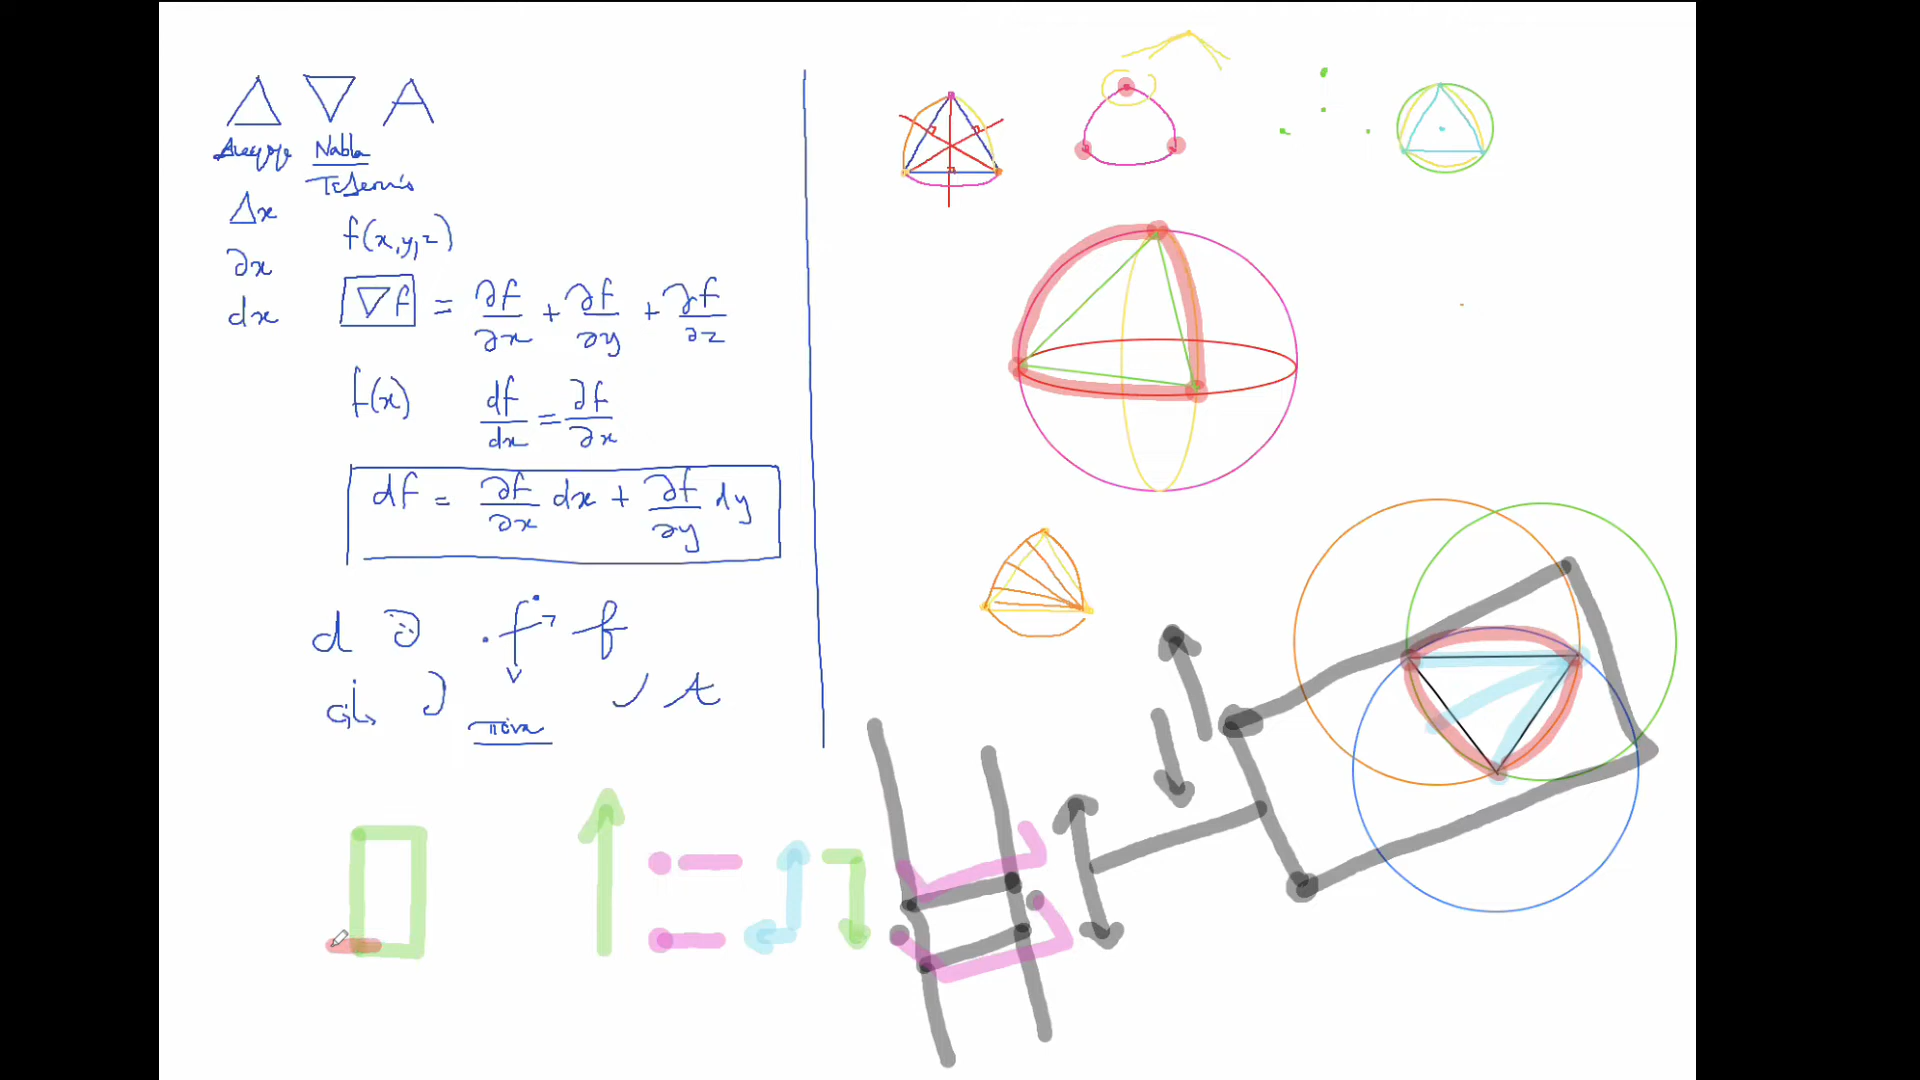 Δ ∇ A
Nabla
Δx
f(x,y,z)
∂x
dx
∇f = ∂f/∂x + ∂f/∂y + ∂f/∂z
f(x) df/dx = ∂f/∂x
df = ∂f/∂x dx + ∂f/∂y dy
d ∂ f